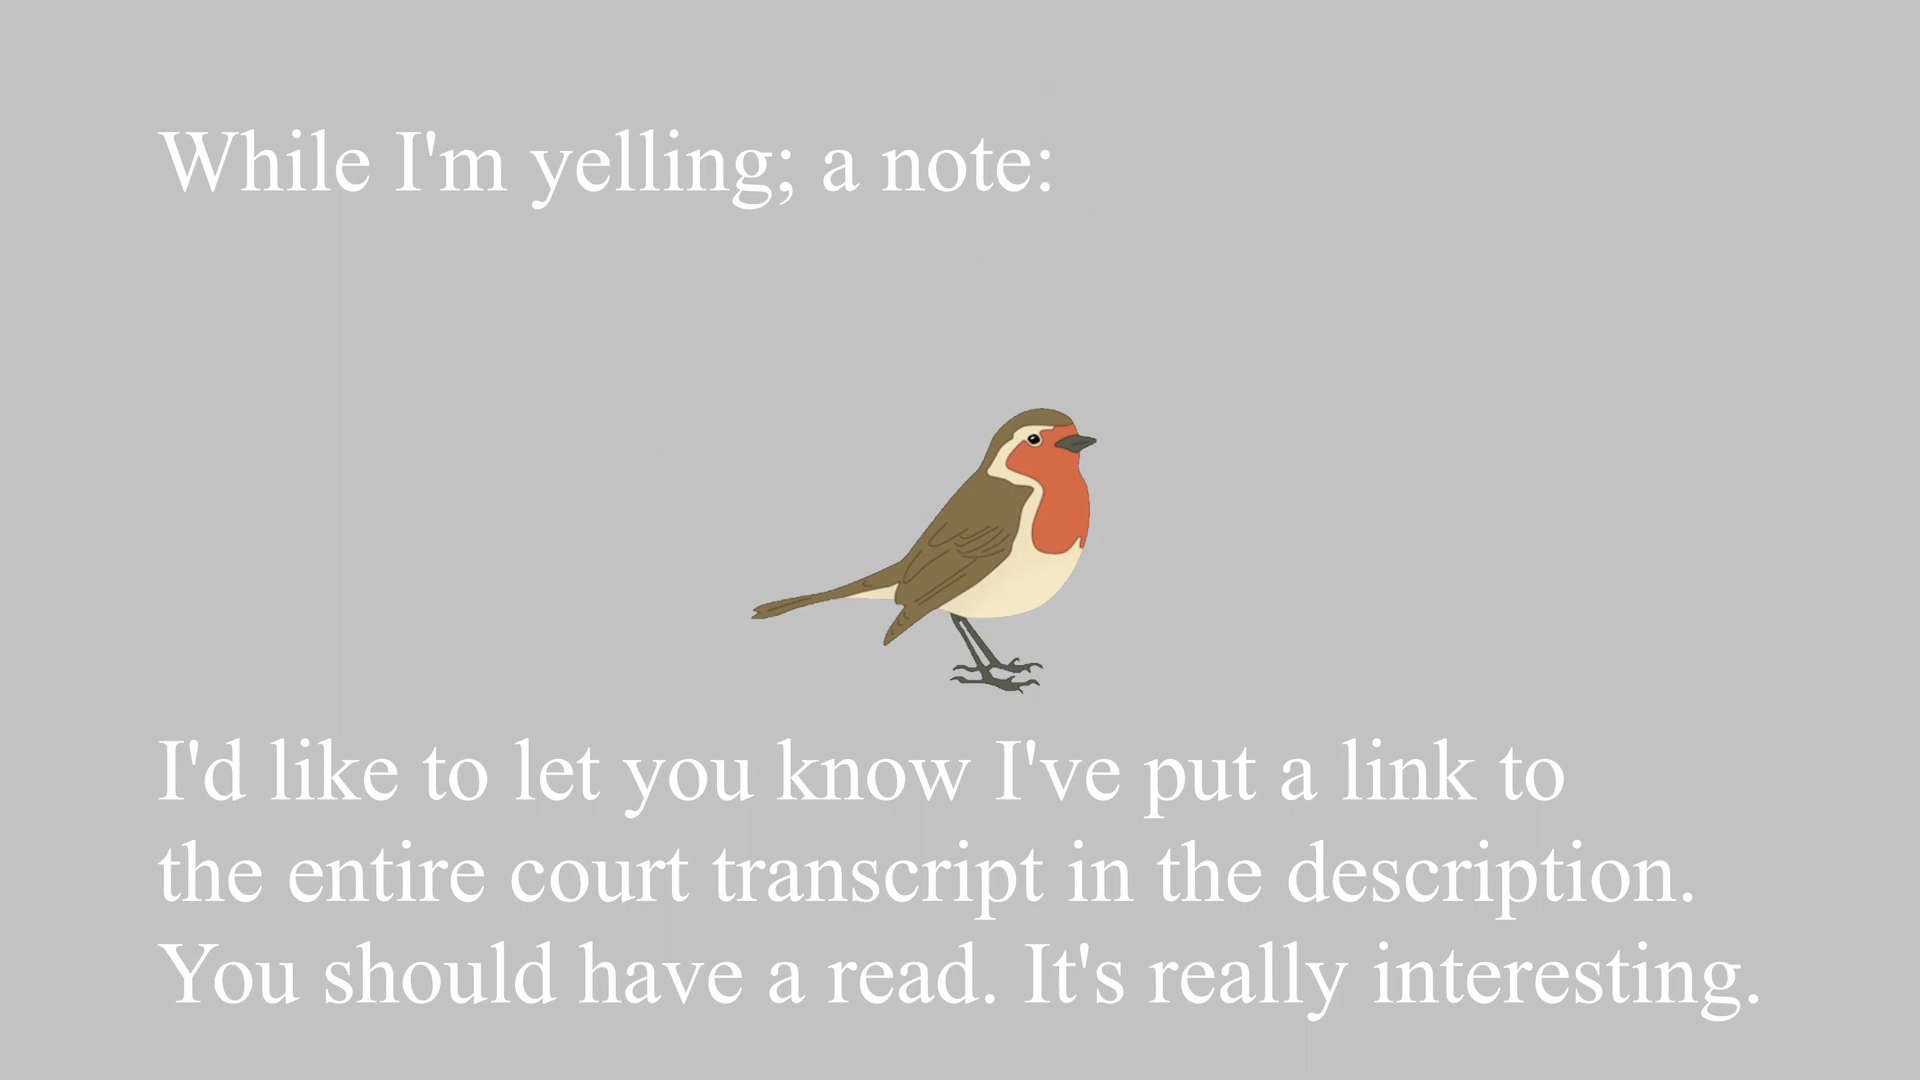 While I'm yelling; a note:
I'd like to let you know I've put a link to
the entire court transcript in the description.
You should have a read. It's really interesting.